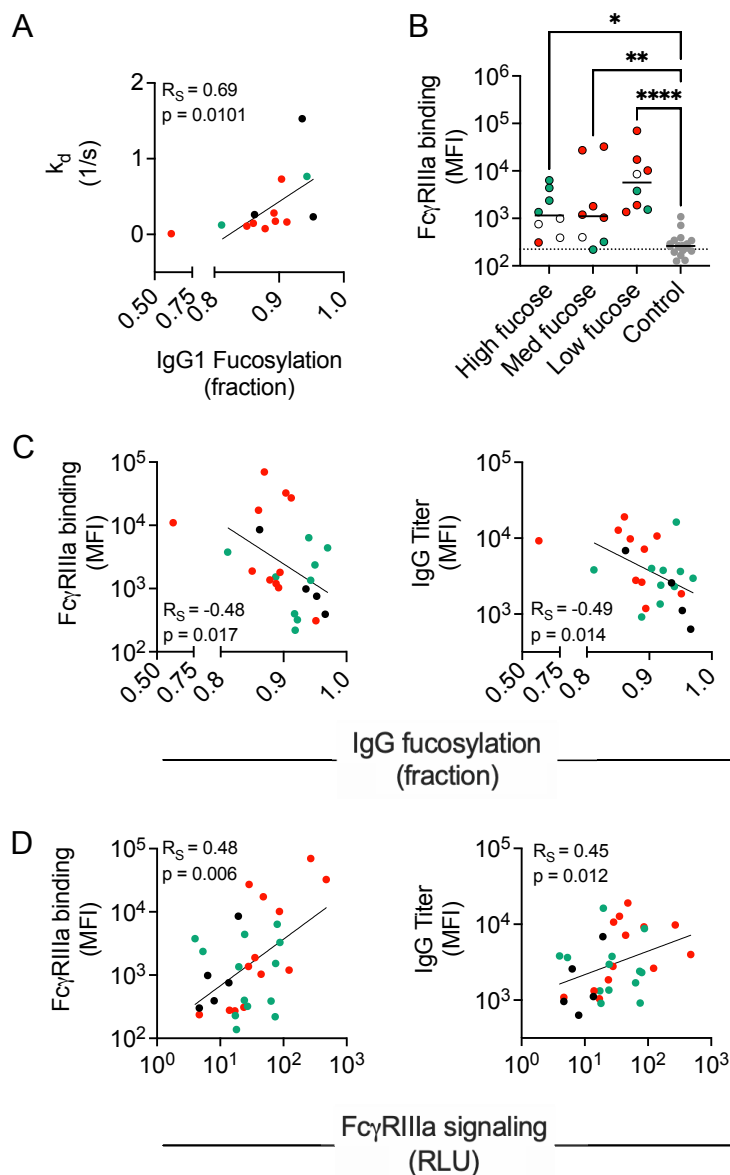 A
R_S = 0.69
p = 0.0101
k_d
(1/s)
2
1
0
0.50
0.75
0.8
0.9
1.0
IgG1 Fucosylation
(fraction)
B
*
**
****
FcγRIIIa binding
(MFI)
10^6
10^5
10^4
10^3
10^2
High fucose
Med fucose
Low fucose
Control
C
FcγRIIIa binding
(MFI)
10^5
10^4
10^3
10^2
R_S = -0.48
p = 0.017
0.50
0.75
0.8
0.9
1.0
IgG Titer
(MFI)
10^5
10^4
10^3
R_S = -0.49
p = 0.014
0.50
0.75
0.8
0.9
1.0
IgG fucosylation
(fraction)
D
FcγRIIIa binding
(MFI)
10^5
10^4
10^3
10^2
R_S = 0.48
p = 0.006
10^0
10^1
10^2
10^3
IgG Titer
(MFI)
10^5
10^4
10^3
R_S = 0.45
p = 0.012
10^0
10^1
10^2
10^3
FcγRIIIa signaling
(RLU)